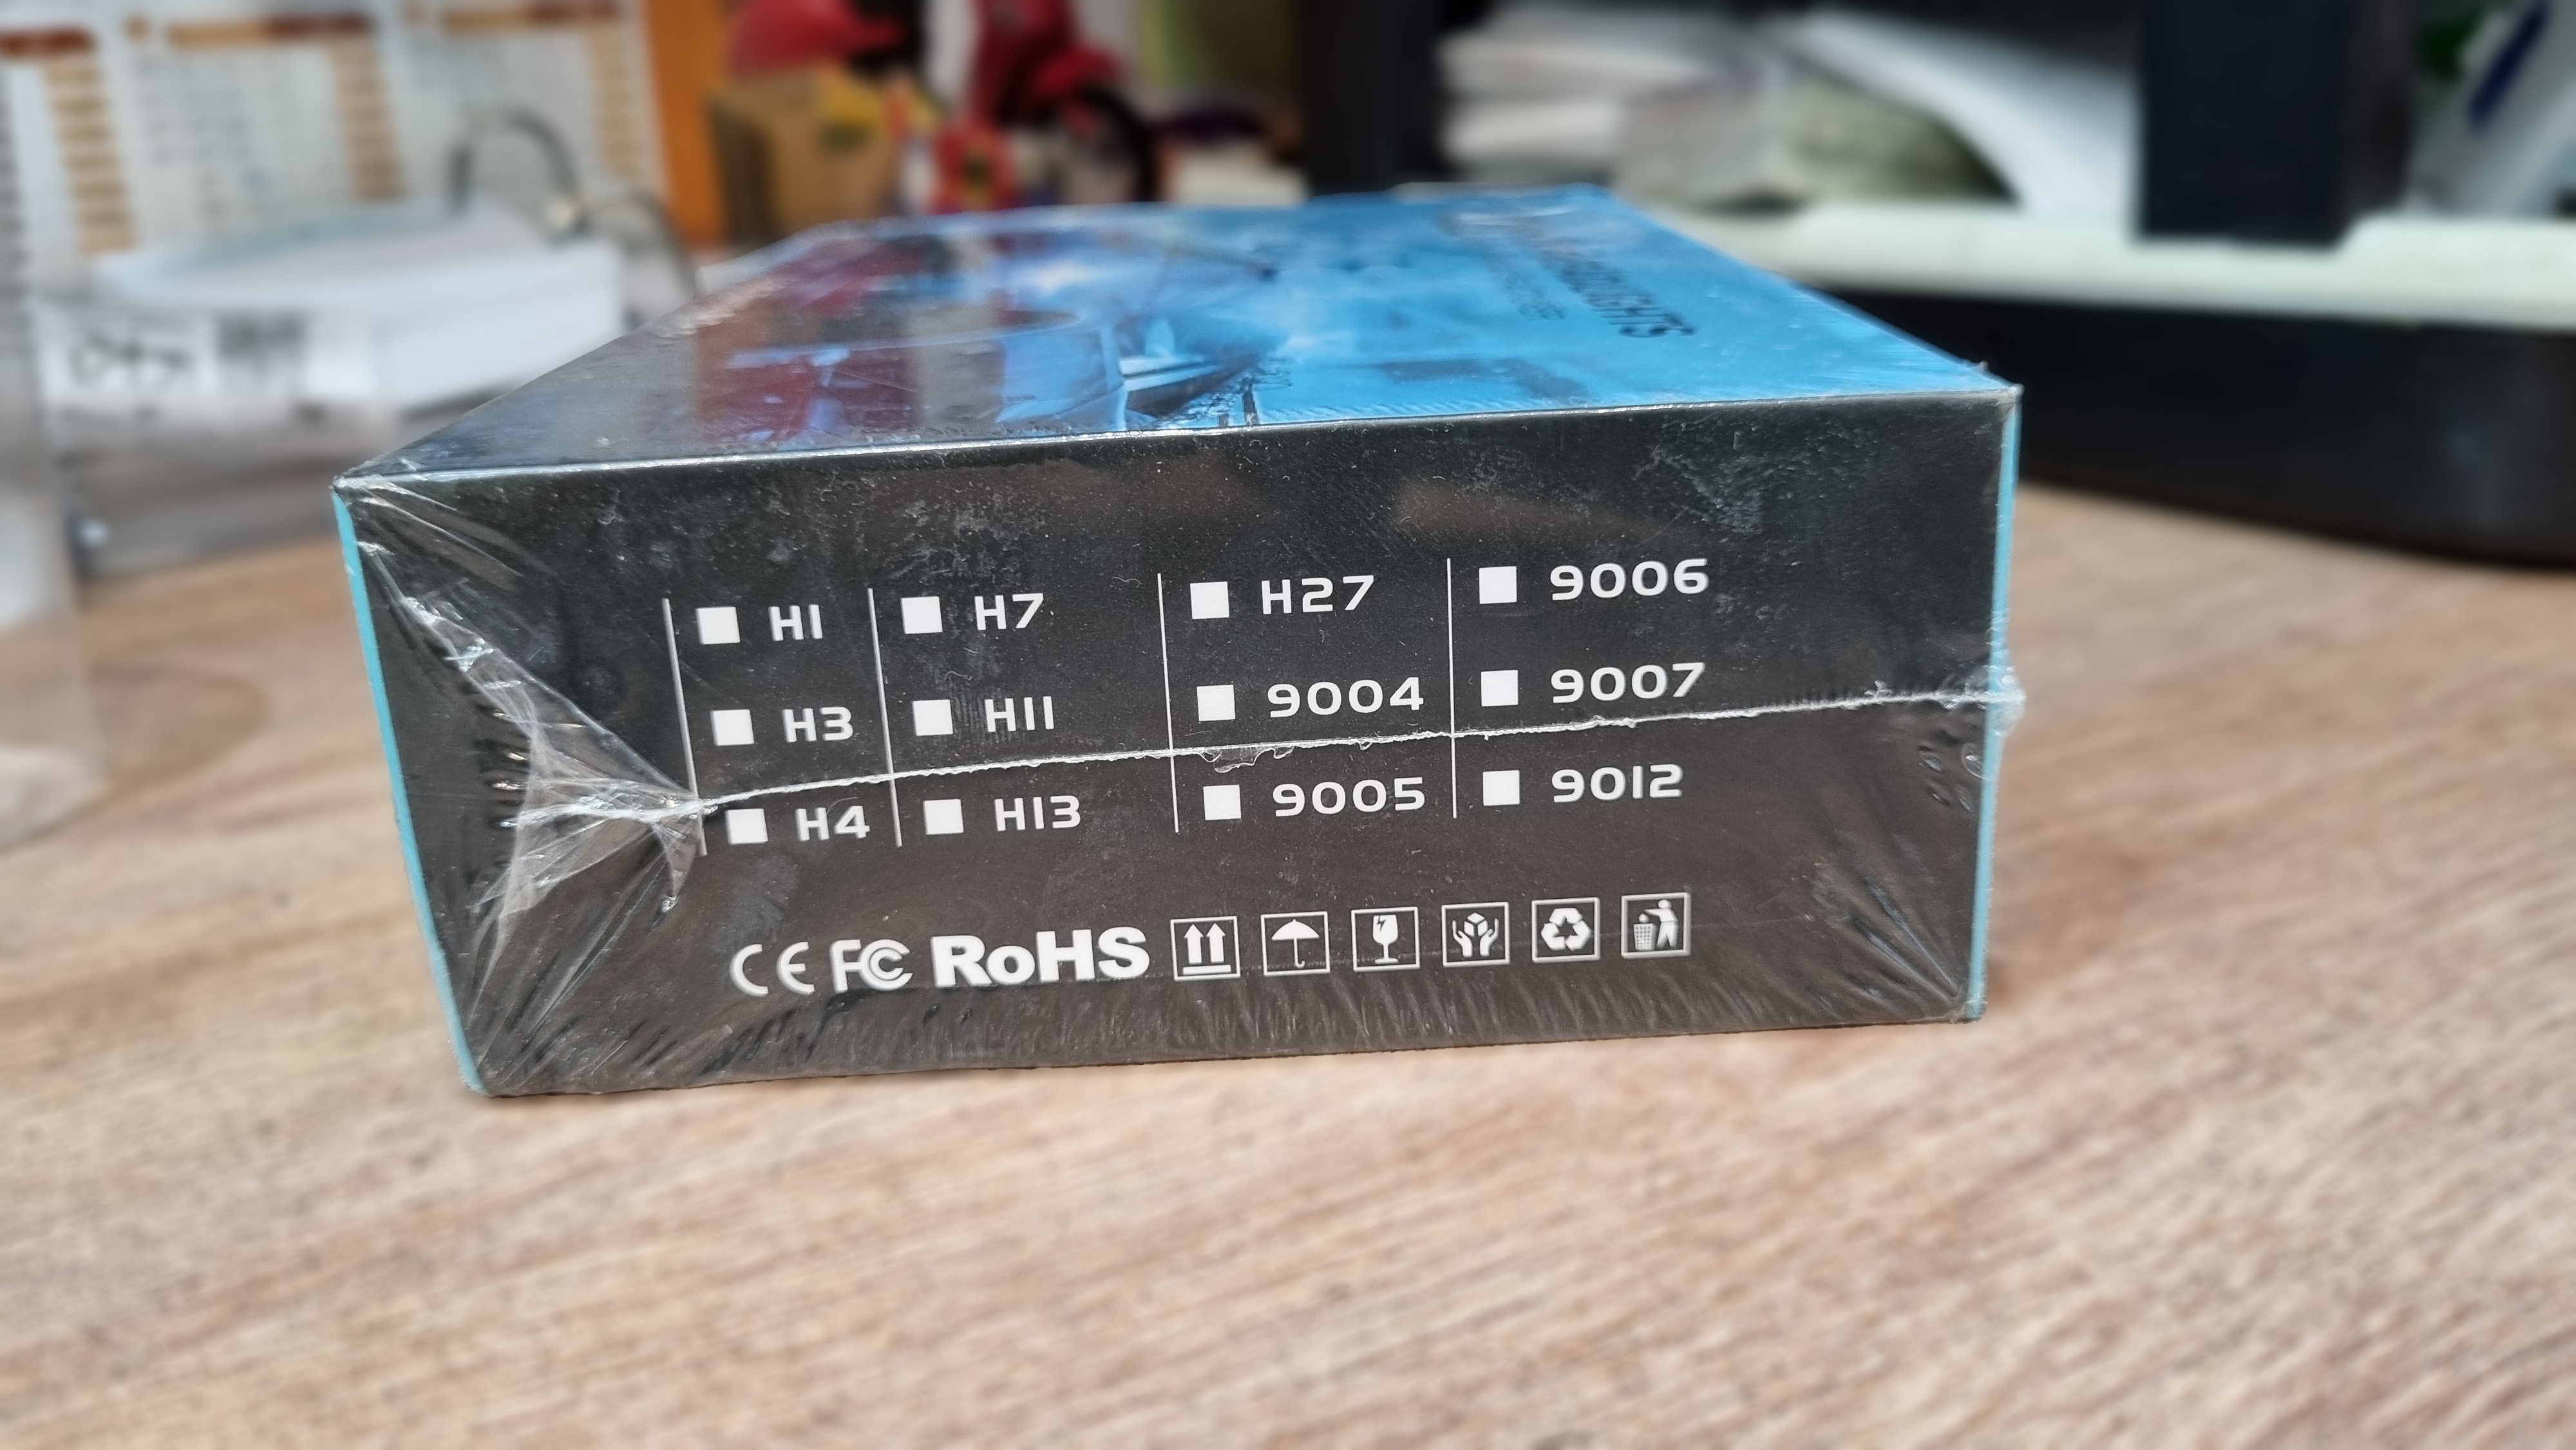 H1 H7 H27 9006
H3 H11 9004 9007
H4 H13 9005 9012
CE FC RoHS